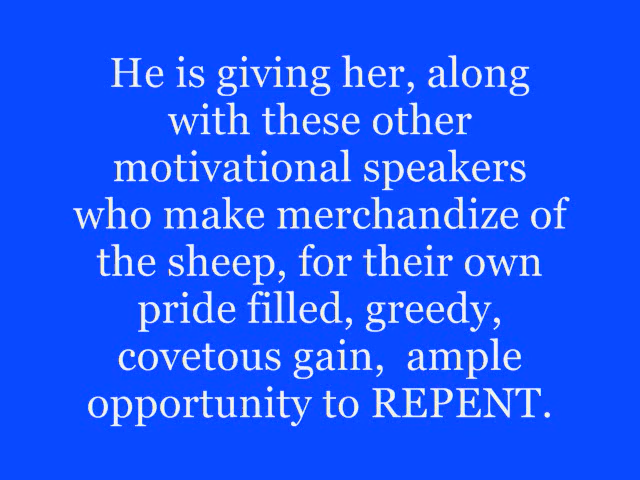 He is giving her, along
with these other
motivational speakers
who make merchandize of
the sheep, for their own
pride filled, greedy,
covetous gain,  ample
opportunity to REPENT.